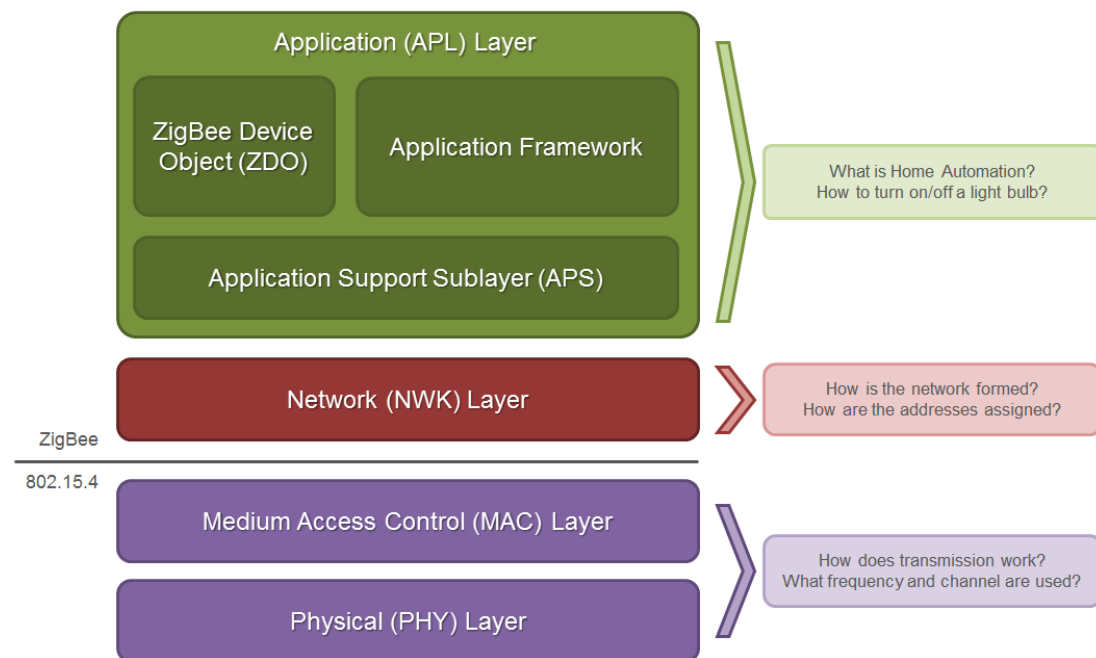 Application (APL) Layer
ZigBee Device
Object (ZDO)
Application Framework
Application Support Sublayer (APS)
What is Home Automation?
How to turn on/off a light bulb?
Network (NWK) Layer
How is the network formed?
How are the addresses assigned?
ZigBee
802.15.4
Medium Access Control (MAC) Layer
How does transmission work?
What frequency and channel are used?
Physical (PHY) Layer